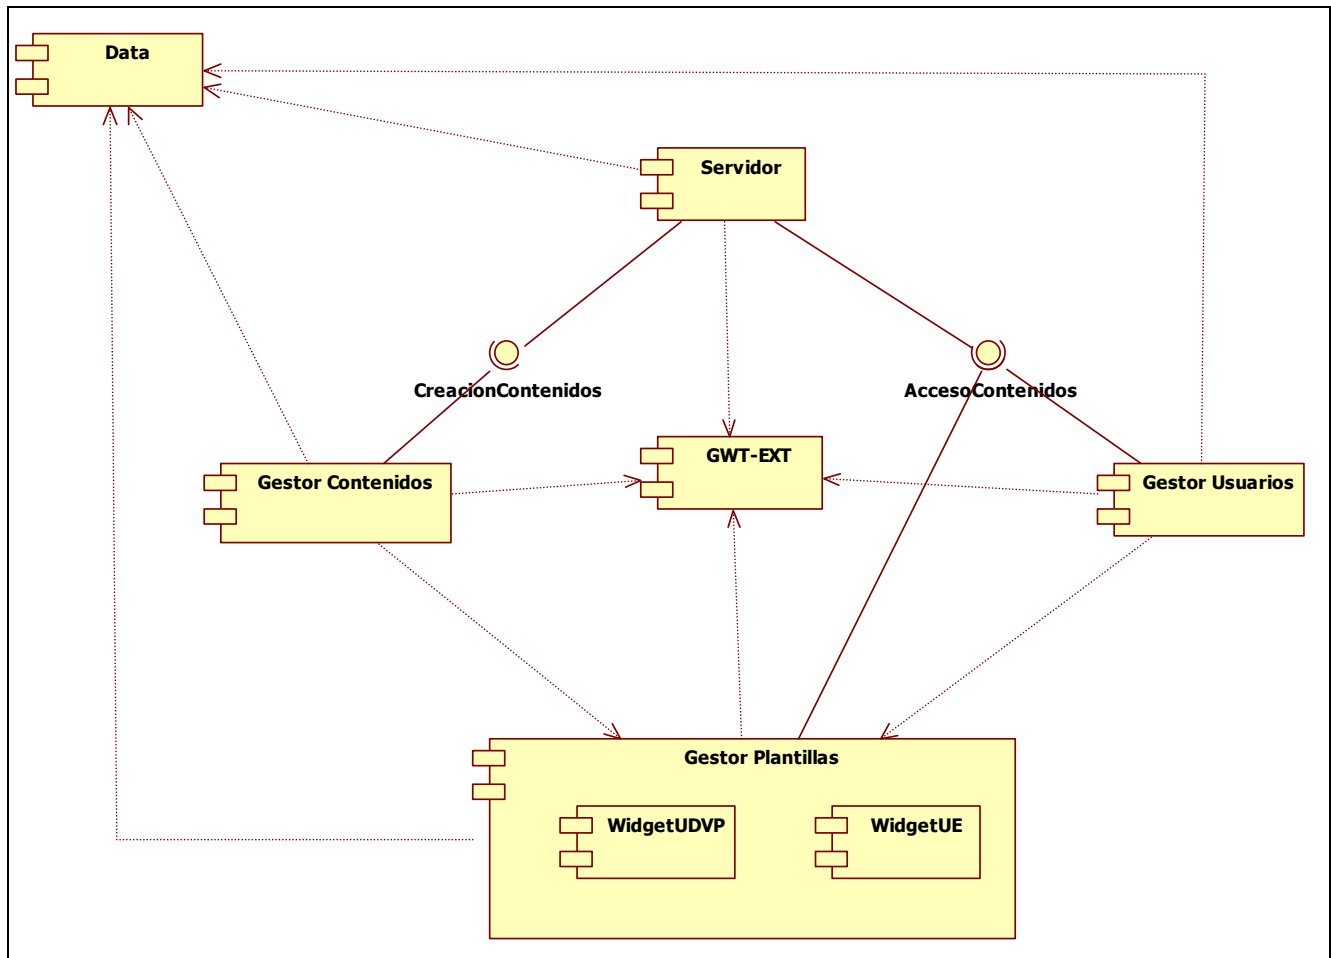 Data
Servidor
CreacionContenidos
AccesoContenidos
GWT-EXT
Gestor Contenidos
Gestor Usuarios
Gestor Plantillas
WidgetUDVP
WidgetUE